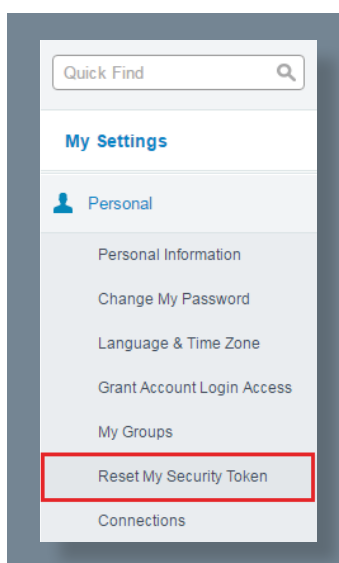 Quick Find
My Settings
Personal
Personal Information
Change My Password
Language & Time Zone
Grant Account Login Access
My Groups
Reset My Security Token
Connections